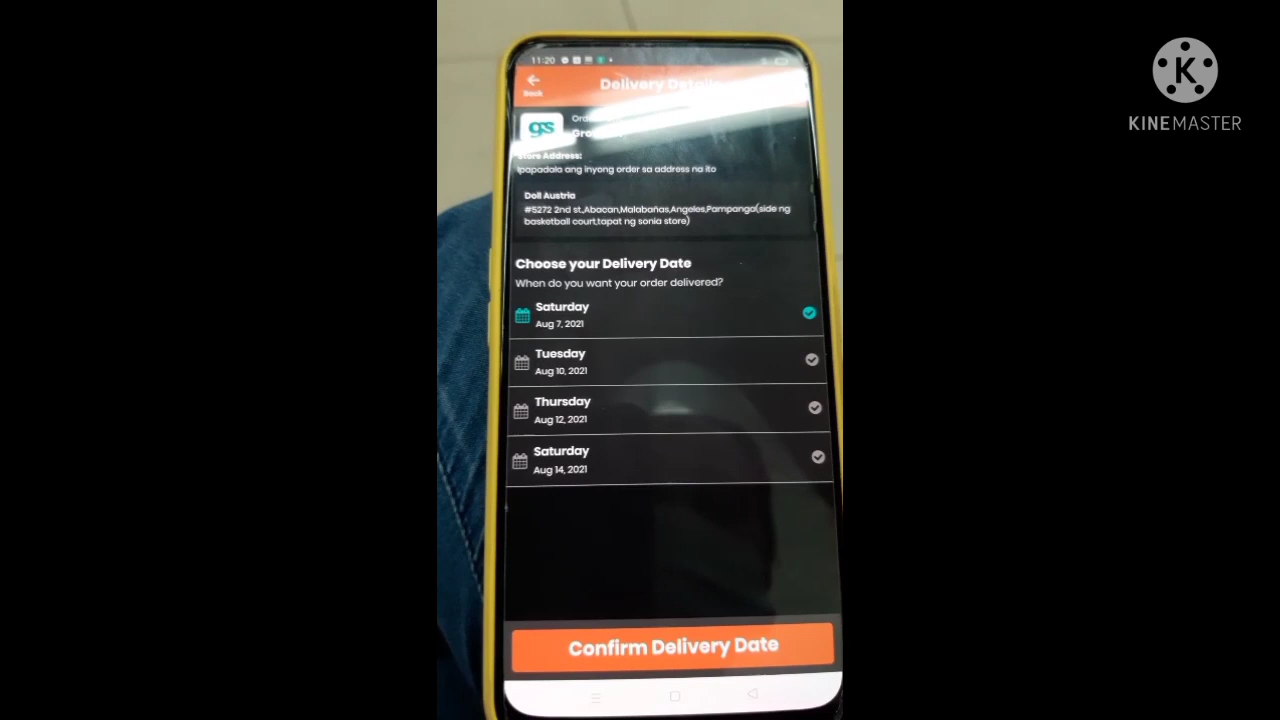 11:20
Back
Delivery Details
gs
Store Address:
Ipapadala ang inyong order sa address na ito
Doll Austria
#5272 2nd st.,Abacan,Malabañas,Angeles,Pampanga(side ng
basketball court,tapat ng sonia store)
Choose your Delivery Date
When do you want your order delivered?
Saturday
Aug 7, 2021
Tuesday
Aug 10, 2021
Thursday
Aug 12, 2021
Saturday
Aug 14, 2021
Confirm Delivery Date
K
KINEMASTER